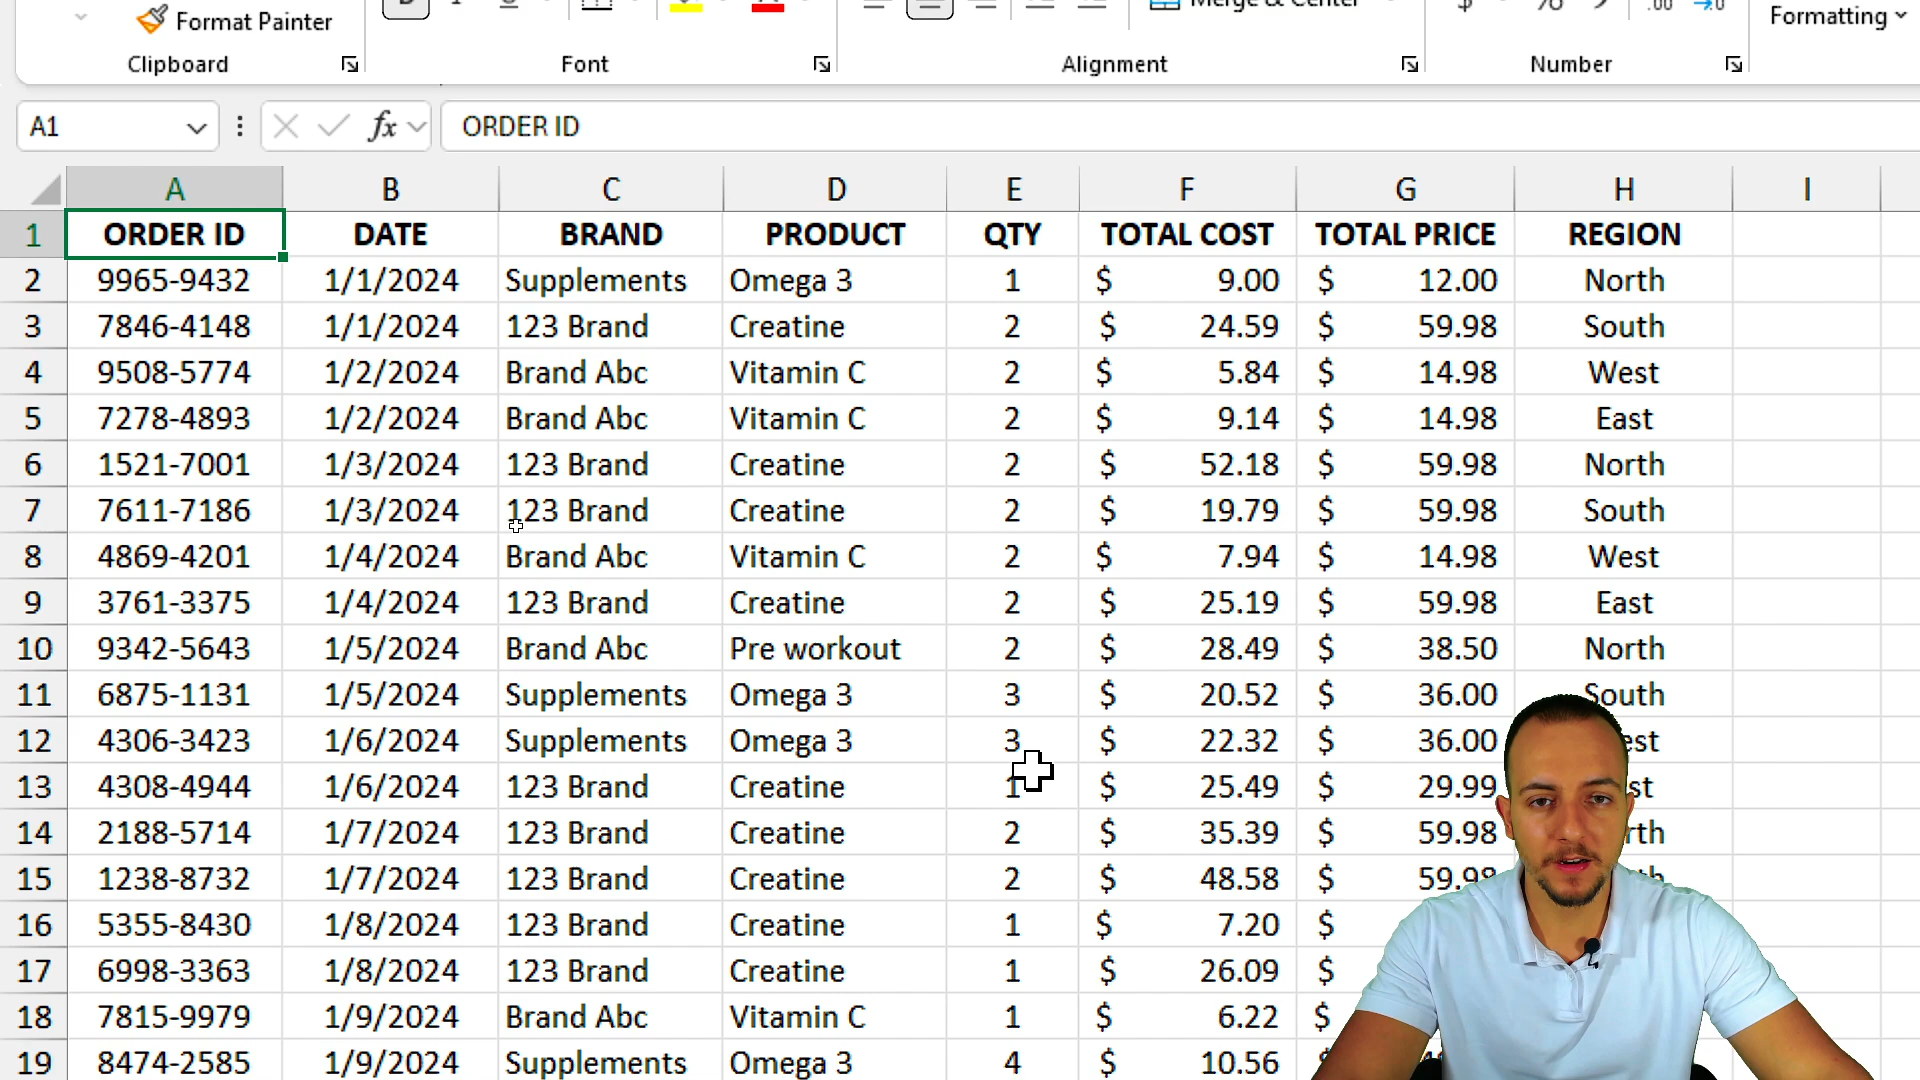 Format Painter
Merge & Center
$ % .00 →0
Formatting
Clipboard Font Alignment Number
A1 fx ORDER ID
A B C D E F G H I
1 ORDER ID DATE BRAND PRODUCT QTY TOTAL COST TOTAL PRICE REGION
2 9965-9432 1/1/2024 Supplements Omega 3 1 $ 9.00 $ 12.00 North
3 7846-4148 1/1/2024 123 Brand Creatine 2 $ 24.59 $ 59.98 South
4 9508-5774 1/2/2024 Brand Abc Vitamin C 2 $ 5.84 $ 14.98 West
5 7278-4893 1/2/2024 Brand Abc Vitamin C 2 $ 9.14 $ 14.98 East
6 1521-7001 1/3/2024 123 Brand Creatine 2 $ 52.18 $ 59.98 North
7 7611-7186 1/3/2024 123 Brand Creatine 2 $ 19.79 $ 59.98 South
8 4869-4201 1/4/2024 Brand Abc Vitamin C 2 $ 7.94 $ 14.98 West
9 3761-3375 1/4/2024 123 Brand Creatine 2 $ 25.19 $ 59.98 East
10 9342-5643 1/5/2024 Brand Abc Pre workout 2 $ 28.49 $ 38.50 North
11 6875-1131 1/5/2024 Supplements Omega 3 3 $ 20.52 $ 36.00 South
12 4306-3423 1/6/2024 Supplements Omega 3 3 $ 22.32 $ 36.00 est
13 4308-4944 1/6/2024 123 Brand Creatine 1 $ 25.49 $ 29.99 st
14 2188-5714 1/7/2024 123 Brand Creatine 2 $ 35.39 $ 59.98 rth
15 1238-8732 1/7/2024 123 Brand Creatine 2 $ 48.58 $ 59.98
16 5355-8430 1/8/2024 123 Brand Creatine 1 $ 7.20 $
17 6998-3363 1/8/2024 123 Brand Creatine 1 $ 26.09 $
18 7815-9979 1/9/2024 Brand Abc Vitamin C 1 $ 6.22 $
19 8474-2585 1/9/2024 Supplements Omega 3 4 $ 10.56